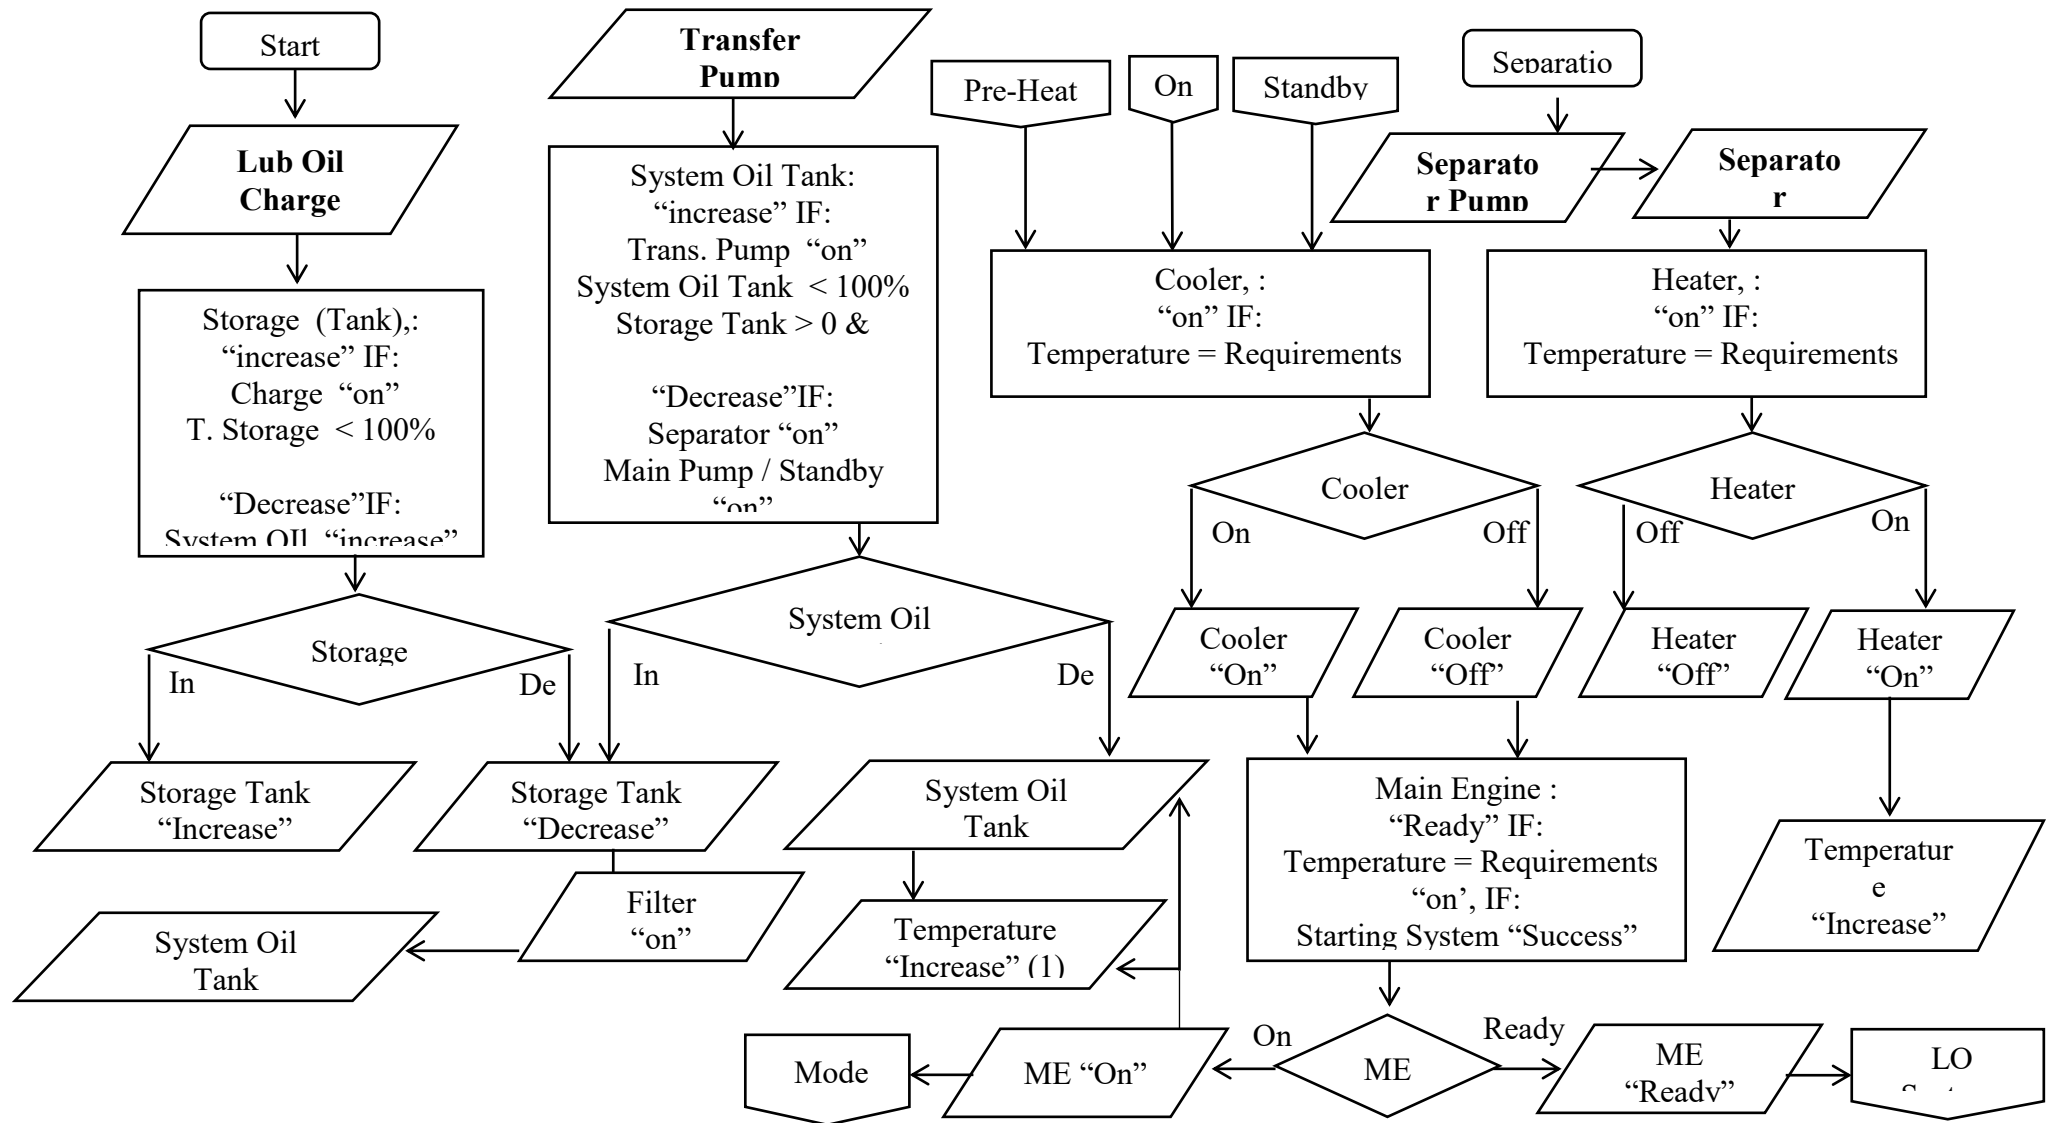 Start
Lub Oil
Charge
Storage (Tank),:
“increase” IF:
Charge “on”
T. Storage < 100%
“Decrease”IF:
System OIl “increase”
Storage
In
De
Storage Tank
“Increase”
Storage Tank
“Decrease”
Filter
“on”
System Oil
Tank
Transfer
Pump
System Oil Tank:
“increase” IF:
Trans. Pump “on”
System Oil Tank < 100%
Storage Tank > 0 &
“Decrease”IF:
Separator “on”
Main Pump / Standby
“on”
System Oil
In
De
System Oil
Tank
Temperature
“Increase” (1)
Pre-Heat
On
Standby
Cooler, :
“on” IF:
Temperature = Requirements
Cooler
On
Off
Cooler
“On”
Cooler
“Off”
Main Engine :
“Ready” IF:
Temperature = Requirements
“on’, IF:
Starting System “Success”
ME
On
Ready
ME “On”
Mode
ME
“Ready”
LO
Separatio
Separato
r Pump
Separato
r
Heater, :
“on” IF:
Temperature = Requirements
Heater
Off
On
Heater
“Off”
Heater
“On”
Temperatur
e
“Increase”